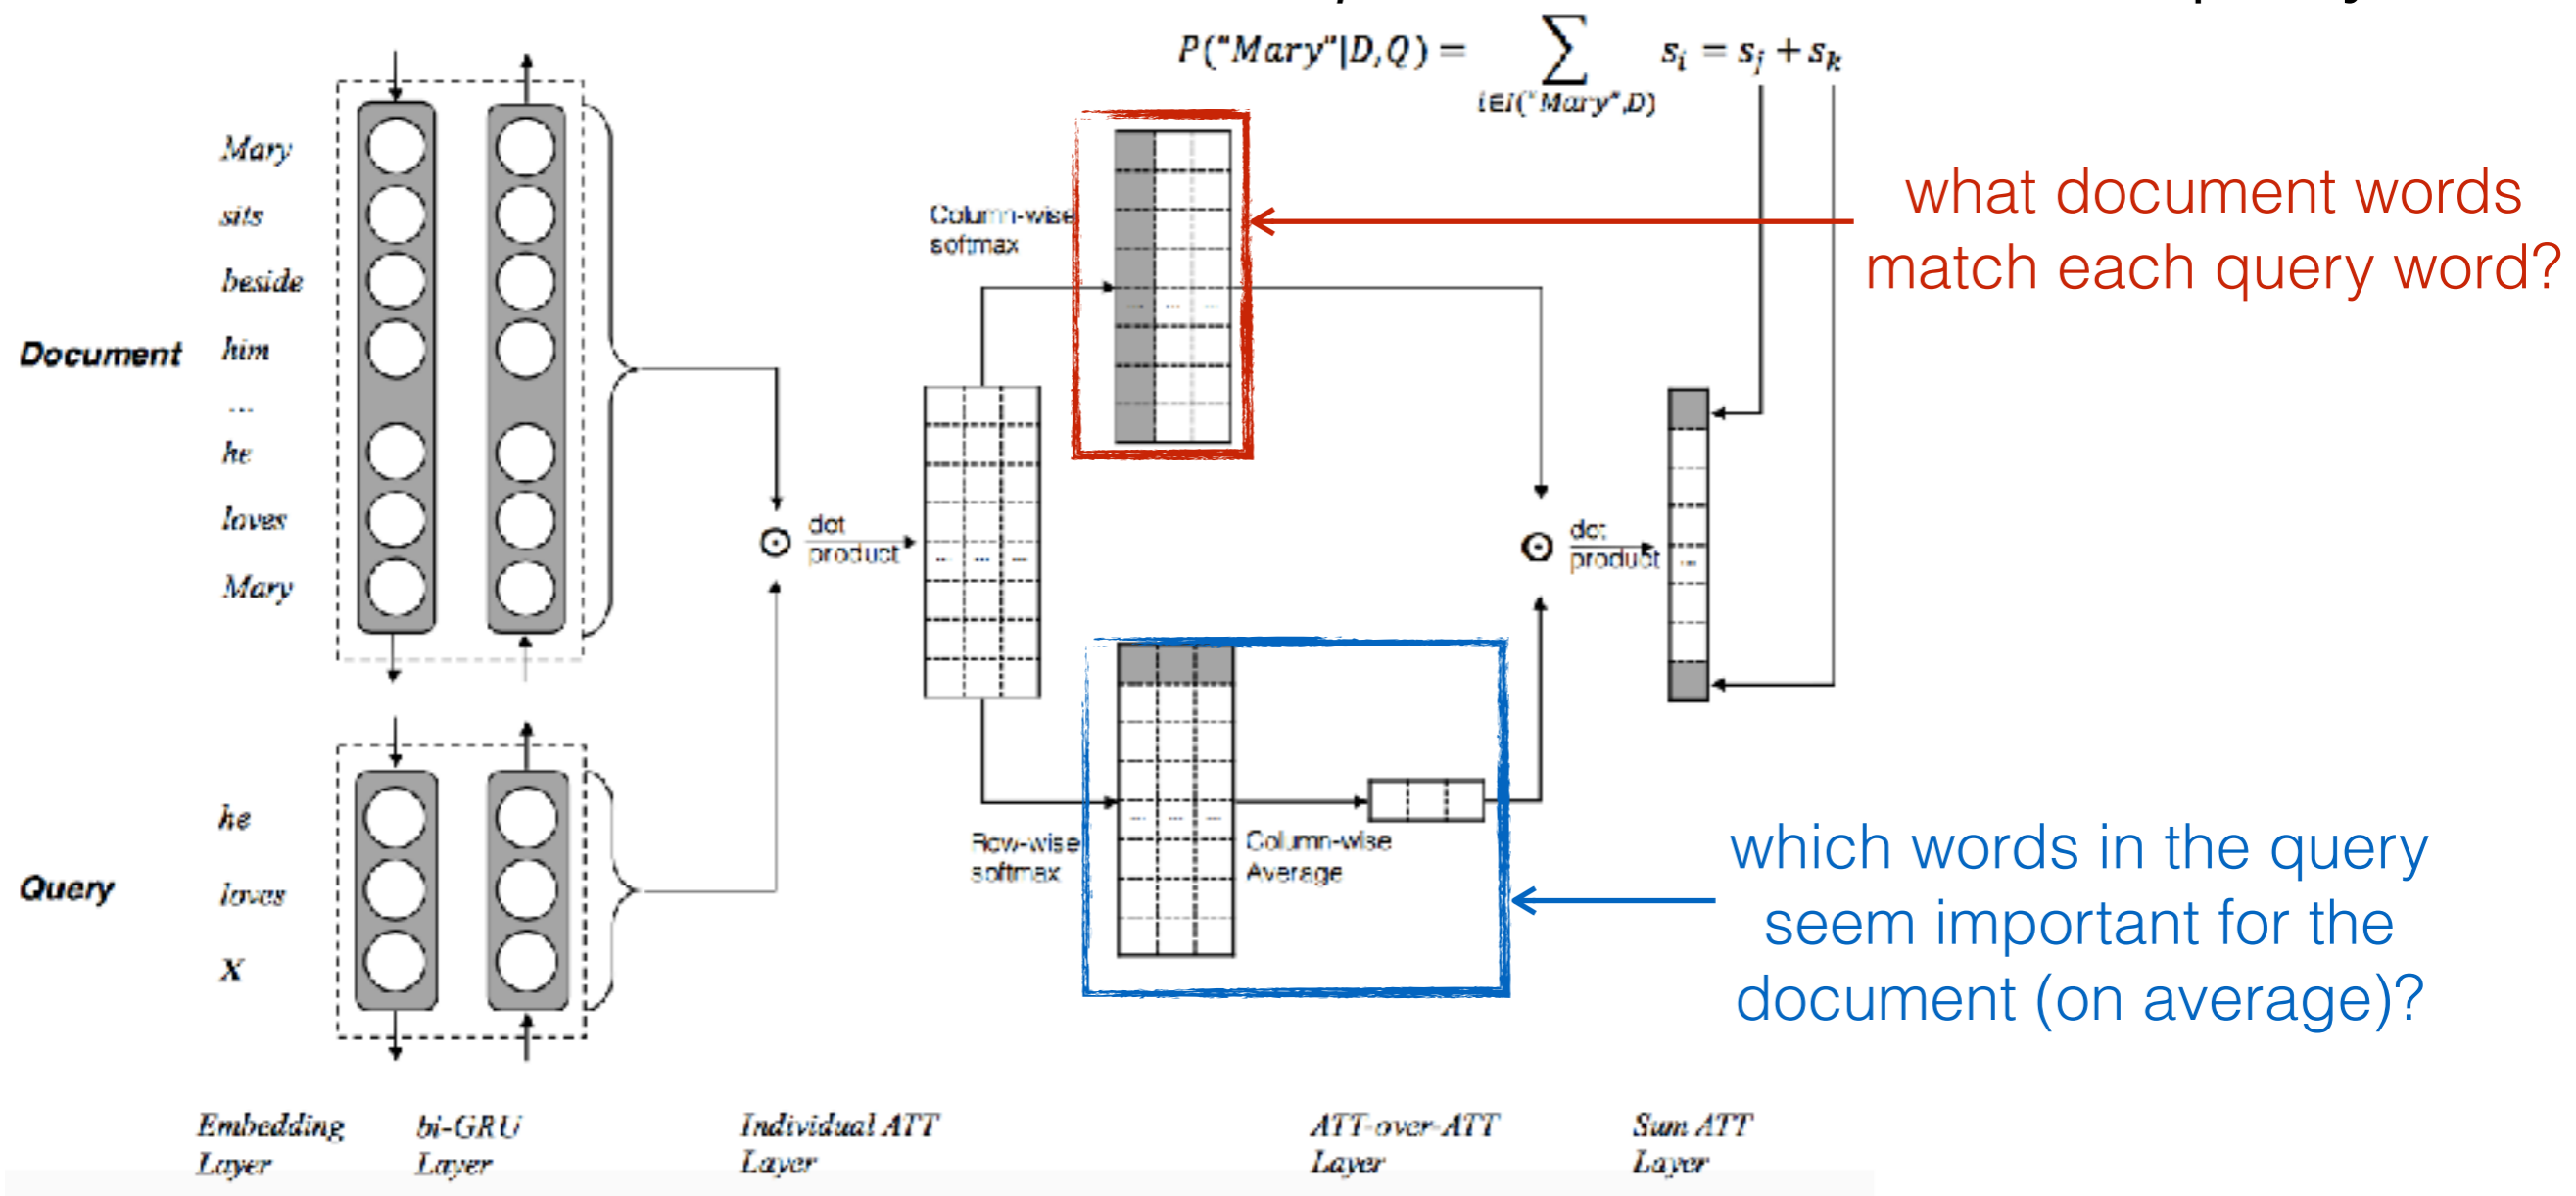 P("Mary"|D,Q) = ∑ s_i = s_j + s_k
i∈I("Mary",D)
what document words
match each query word?
Document
Mary
sits
beside
him
...
he
loves
Mary
Column-wise
softmax
dot
product
dot
product
Row-wise
softmax
Column-wise
Average
Query
he
loves
X
which words in the query
seem important for the
document (on average)?
Embedding
Layer
bi-GRU
Layer
Individual ATT
Layer
ATT-over-ATT
Layer
Sum ATT
Layer